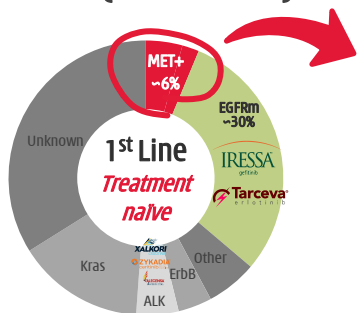 MET+
~6%
EGFRm
~30%
IRESSA
gefitinib
Tarceva
erlotinib
Unknown
1st Line
Treatment
naïve
Other
ErbB
XALKORI
ZYKADIA
Kras
ALK